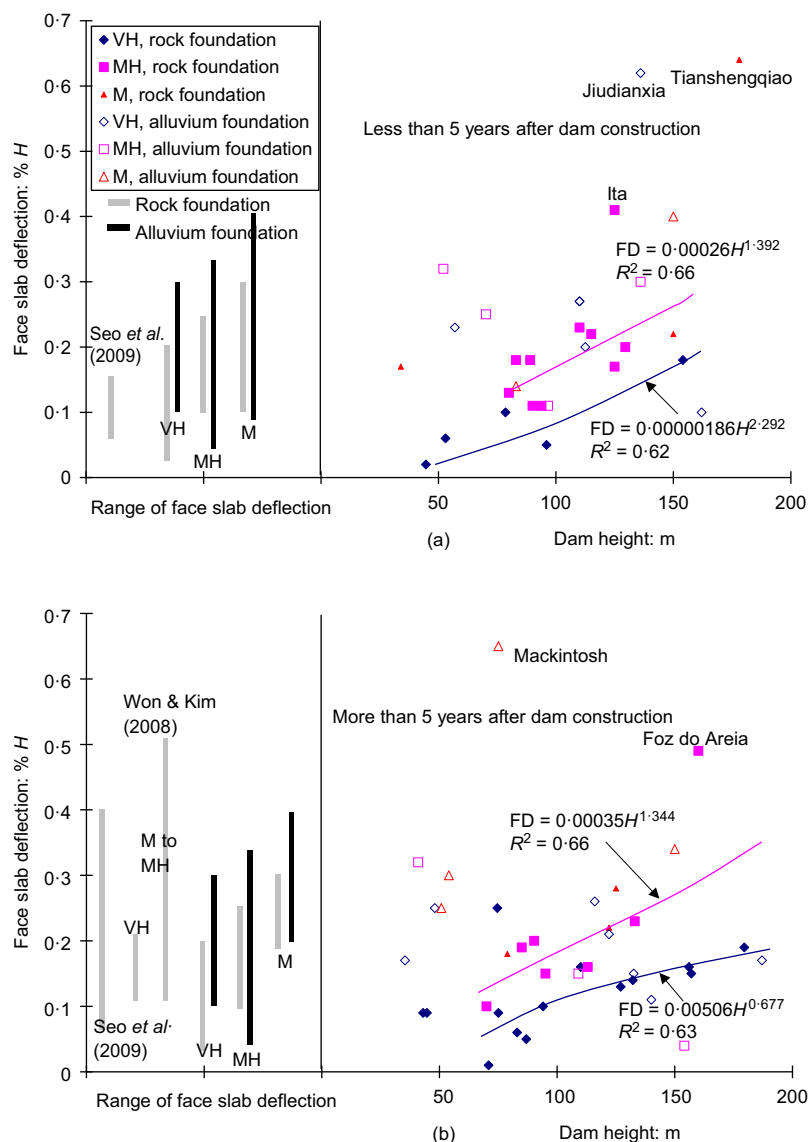 0·7
0·6
0·5
0·4
0·3
0·2
0·1
0
Face slab deflection: % H
VH, rock foundation
MH, rock foundation
M, rock foundation
VH, alluvium foundation
MH, alluvium foundation
M, alluvium foundation
Rock foundation
Alluvium foundation
Seo et al.
(2009)
VH
MH
M
Range of face slab deflection
Jiudianxia
Tianshengqiao
Less than 5 years after dam construction
Ita
FD = 0·00026H^1·392
R^2 = 0·66
FD = 0·00000186H^2·292
R^2 = 0·62
50
100
150
200
(a)
Dam height: m
0·7
0·6
0·5
0·4
0·3
0·2
0·1
0
Face slab deflection: % H
Won & Kim
(2008)
M to
MH
VH
Seo et al·
(2009)
VH
MH
M
Range of face slab deflection
Mackintosh
More than 5 years after dam construction
Foz do Areia
FD = 0·00035H^1·344
R^2 = 0·66
FD = 0·00506H^0·677
R^2 = 0·63
50
100
150
200
(b)
Dam height: m